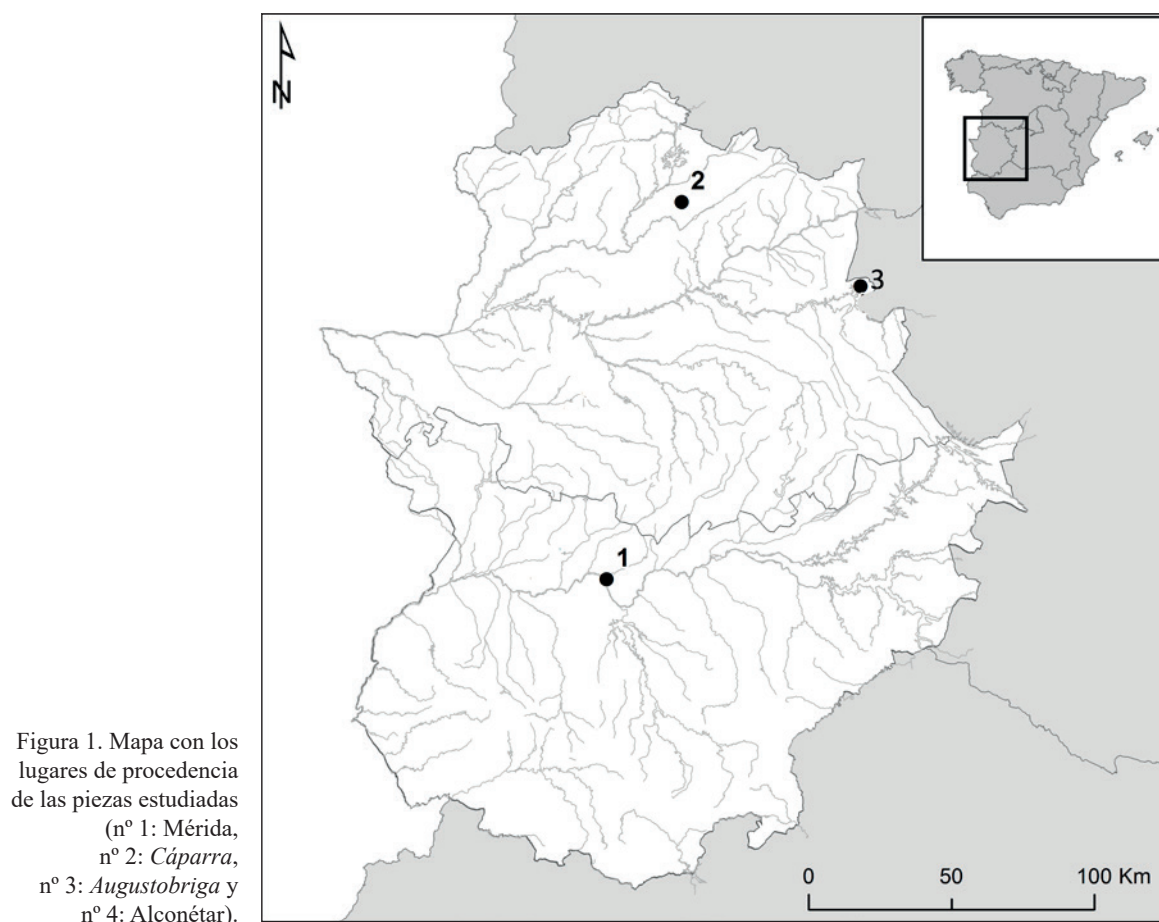 N
2
3
1
Figura 1. Mapa con los
lugares de procedencia
de las piezas estudiadas
(nº 1: Mérida,
nº 2: Cáparra,
nº 3: Augustobriga y
nº 4: Alconétar).
0 50 100 Km